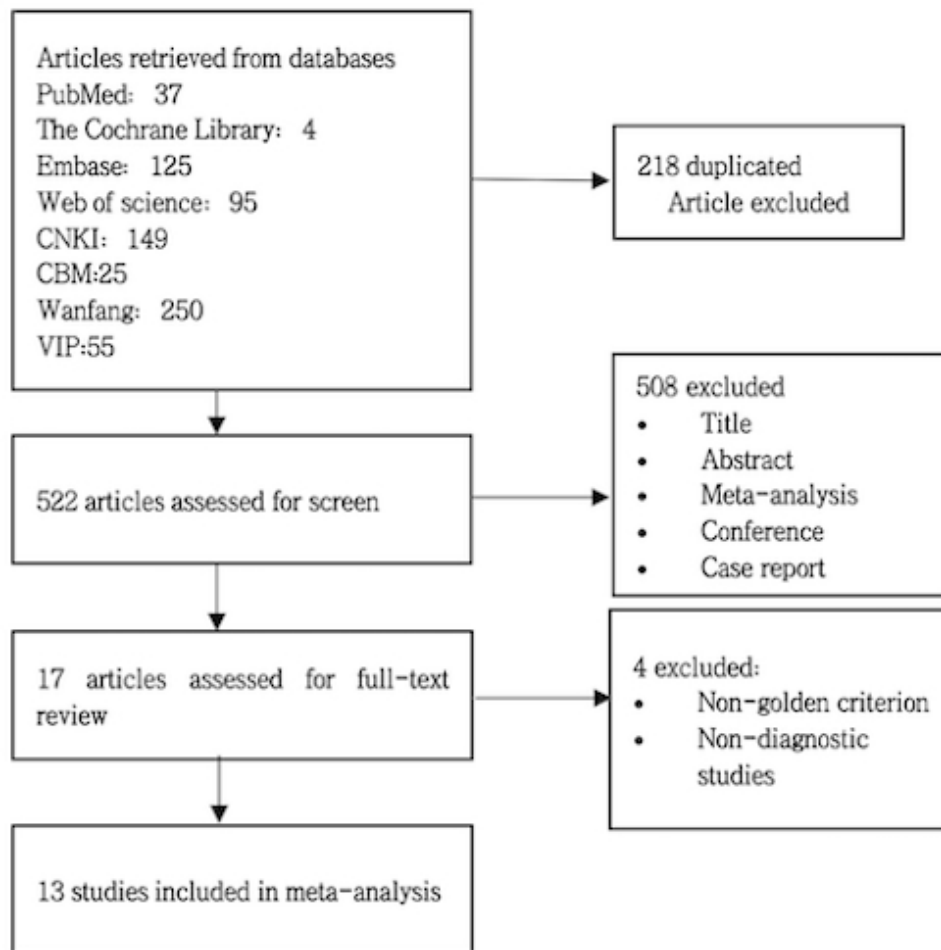 Articles retrieved from databases
PubMed: 37
The Cochrane Library: 4
Embase: 125
Web of science: 95
CNKI: 149
CBM:25
Wanfang: 250
VIP:55
218 duplicated
Article excluded
522 articles assessed for screen
508 excluded
• Title
• Abstract
• Meta-analysis
• Conference
• Case report
17 articles assessed for full-text
review
4 excluded:
• Non-golden criterion
• Non-diagnostic
studies
13 studies included in meta-analysis